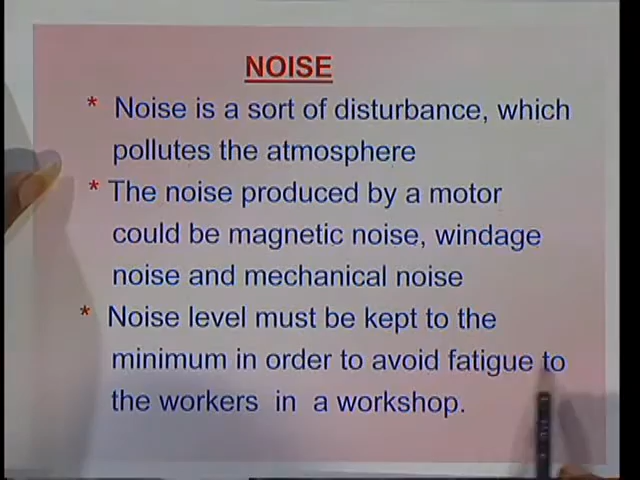 NOISE
* Noise is a sort of disturbance, which
pollutes the atmosphere
* The noise produced by a motor
could be magnetic noise, windage
noise and mechanical noise
* Noise level must be kept to the
minimum in order to avoid fatigue to
the workers in a workshop.